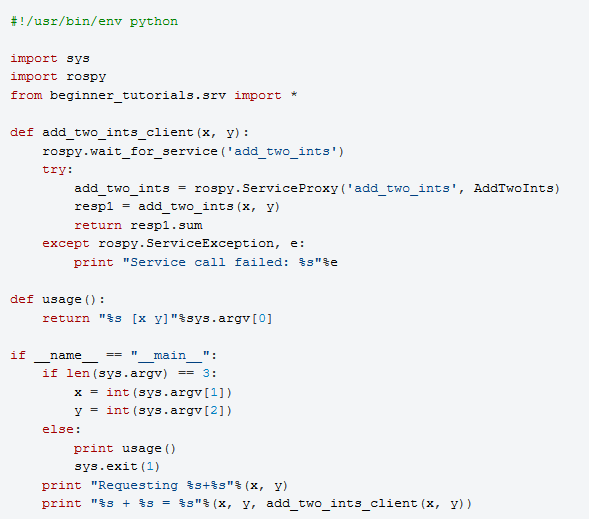 #!/usr/bin/env python

import sys
import rospy
from beginner_tutorials.srv import *

def add_two_ints_client(x, y):
    rospy.wait_for_service('add_two_ints')
    try:
        add_two_ints = rospy.ServiceProxy('add_two_ints', AddTwoInts)
        resp1 = add_two_ints(x, y)
        return resp1.sum
    except rospy.ServiceException, e:
        print "Service call failed: %s"%e

def usage():
    return "%s [x y]"%sys.argv[0]

if __name__ == "__main__":
    if len(sys.argv) == 3:
        x = int(sys.argv[1])
        y = int(sys.argv[2])
    else:
        print usage()
        sys.exit(1)
    print "Requesting %s+%s"%(x, y)
    print "%s + %s = %s"%(x, y, add_two_ints_client(x, y))